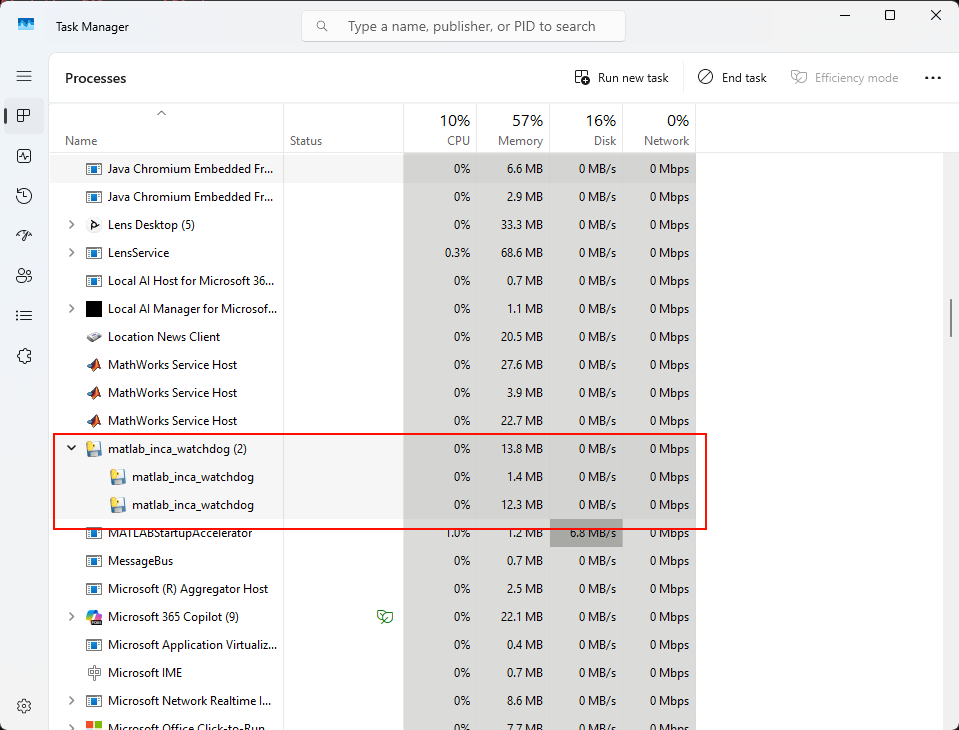 Task Manager
Type a name, publisher, or PID to search
Processes
Run new task
End task
Efficiency mode
10% 57% 16% 0%
Name Status CPU Memory Disk Network
Java Chromium Embedded Fr... 0% 6.6 MB 0 MB/s 0 Mbps
Java Chromium Embedded Fr... 0% 2.9 MB 0 MB/s 0 Mbps
Lens Desktop (5) 0% 33.3 MB 0 MB/s 0 Mbps
LensService 0.3% 68.6 MB 0 MB/s 0 Mbps
Local AI Host for Microsoft 36... 0% 0.7 MB 0 MB/s 0 Mbps
Local AI Manager for Microsof... 0% 1.1 MB 0 MB/s 0 Mbps
Location News Client 0% 20.5 MB 0 MB/s 0 Mbps
MathWorks Service Host 0% 27.6 MB 0 MB/s 0 Mbps
MathWorks Service Host 0% 3.9 MB 0 MB/s 0 Mbps
MathWorks Service Host 0% 22.7 MB 0 MB/s 0 Mbps
matlab_inca_watchdog (2) 0% 13.8 MB 0 MB/s 0 Mbps
matlab_inca_watchdog 0% 1.4 MB 0 MB/s 0 Mbps
matlab_inca_watchdog 0% 12.3 MB 0 MB/s 0 Mbps
MATLABStartupAccelerator 1.0% 1.2 MB 6.8 MB/s 0 Mbps
MessageBus 0% 0.7 MB 0 MB/s 0 Mbps
Microsoft (R) Aggregator Host 0% 2.5 MB 0 MB/s 0 Mbps
Microsoft 365 Copilot (9) 0% 22.1 MB 0 MB/s 0 Mbps
Microsoft Application Virtualiz... 0% 0.4 MB 0 MB/s 0 Mbps
Microsoft IME 0% 0.7 MB 0 MB/s 0 Mbps
Microsoft Network Realtime I... 0% 8.6 MB 0 MB/s 0 Mbps
Microsoft Office Click-to-Run 0% 7.7 MB 0 MB/s 0 Mbps